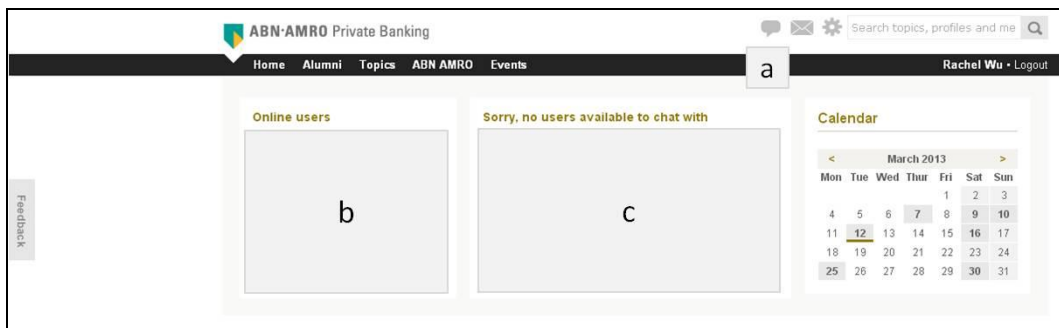 ABN·AMRO Private Banking
Search topics, profiles and me
Home Alumni Topics ABN AMRO Events
a
Rachel Wu • Logout
Online users
Sorry, no users available to chat with
Calendar
< March 2013 >
Mon Tue Wed Thur Fri Sat Sun
1 2 3
4 5 6 7 8 9 10
11 12 13 14 15 16 17
18 19 20 21 22 23 24
25 26 27 28 29 30 31
b
c
Feedback